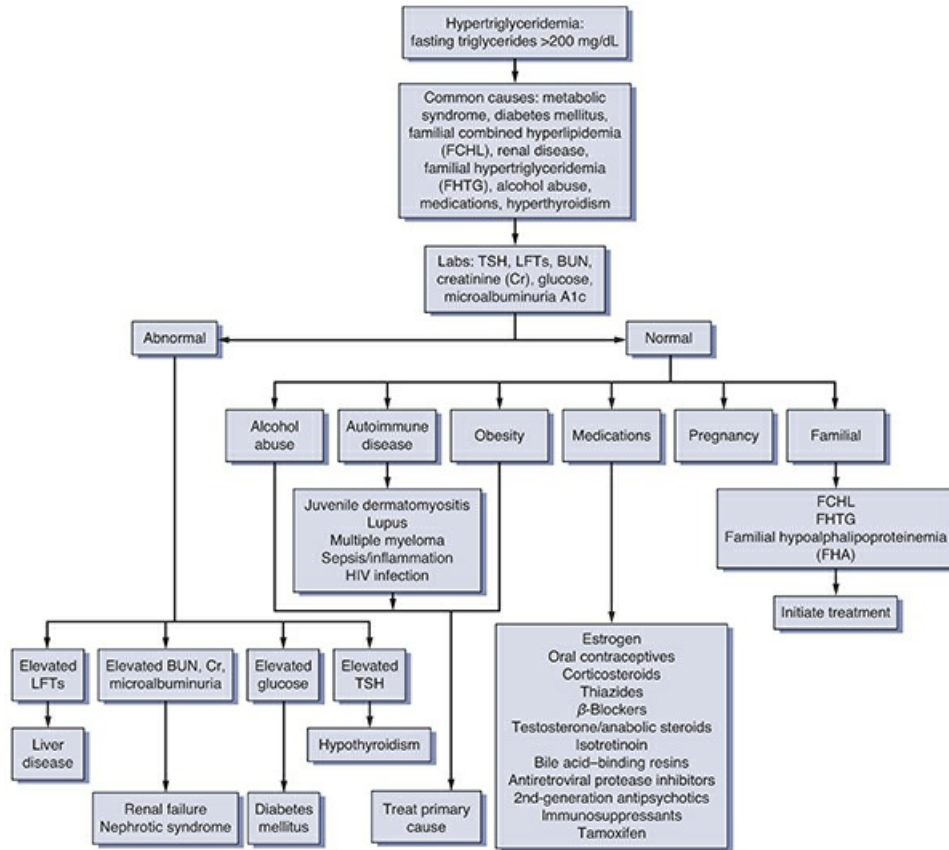 Hypertriglyceridemia:
fasting triglycerides >200 mg/dL
Common causes: metabolic
syndrome, diabetes mellitus,
familial combined hyperlipidemia
(FCHL), renal disease,
familial hypertriglyceridemia
(FHTG), alcohol abuse,
medications, hyperthyroidism
Labs: TSH, LFTs, BUN,
creatinine (Cr), glucose,
microalbuminuria A1c
Abnormal
Normal
Alcohol
abuse
Autoimmune
disease
Obesity
Medications
Pregnancy
Familial
Juvenile dermatomyositis
Lupus
Multiple myeloma
Sepsis/inflammation
HIV infection
FCHL
FHTG
Familial hypoalphalipoproteinemia
(FHA)
Initiate treatment
Elevated
LFTs
Elevated BUN, Cr,
microalbuminuria
Elevated
glucose
Elevated
TSH
Liver
disease
Hypothyroidism
Renal failure
Nephrotic syndrome
Diabetes
mellitus
Treat primary
cause
Estrogen
Oral contraceptives
Corticosteroids
Thiazides
β-Blockers
Testosterone/anabolic steroids
Isotretinoin
Bile acid–binding resins
Antiretroviral protease inhibitors
2nd-generation antipsychotics
Immunosuppressants
Tamoxifen